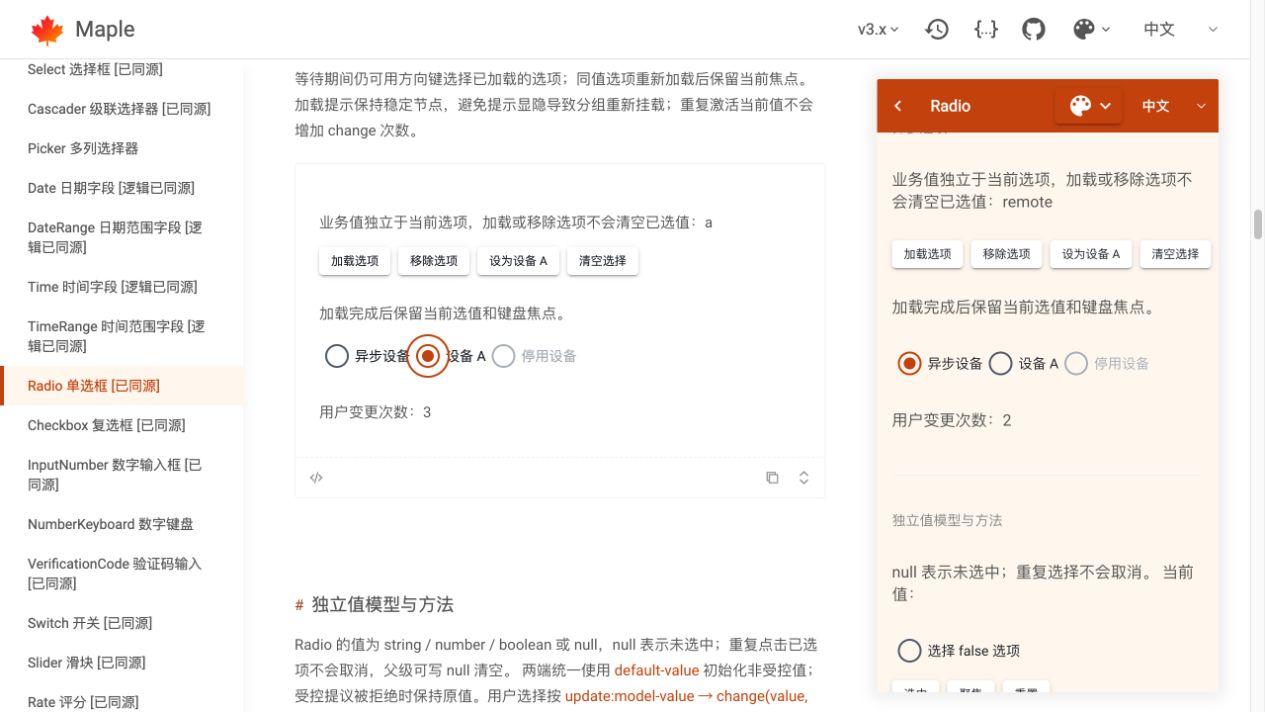 Maple
v3.x
中文
Select 选择框 [已同源]
Cascader 级联选择器 [已同源]
Picker 多列选择器
Date 日期字段 [逻辑已同源]
DateRange 日期范围字段 [逻
辑已同源]
Time 时间字段 [逻辑已同源]
TimeRange 时间范围字段 [逻
辑已同源]
Radio 单选框 [已同源]
Checkbox 复选框 [已同源]
InputNumber 数字输入框 [已
同源]
NumberKeyboard 数字键盘
VerificationCode 验证码输入
[已同源]
Switch 开关 [已同源]
Slider 滑块 [已同源]
Rate 评分 [已同源]
等待期间仍可用方向键选择已加载的选项；同值选项重新加载后保留当前焦点。
加载提示保持稳定节点，避免提示显隐导致分组重新挂载；重复激活当前值不会
增加 change 次数。
业务值独立于当前选项，加载或移除选项不会清空已选值：a
加载选项 移除选项 设为设备 A 清空选择
加载完成后保留当前选值和键盘焦点。
异步设备 设备 A 停用设备
用户变更次数：3
# 独立值模型与方法
Radio 的值为 string / number / boolean 或 null，null 表示未选中；重复点击已选
项不会取消，父级可写 null 清空。 两端统一使用 default-value 初始化非受控值；
受控提议被拒绝时保持原值。用户选择按 update:model-value → change(value,
Radio
中文
业务值独立于当前选项，加载或移除选项不
会清空已选值：remote
加载选项 移除选项 设为设备 A 清空选择
加载完成后保留当前选值和键盘焦点。
异步设备 设备 A 停用设备
用户变更次数：2
独立值模型与方法
null 表示未选中；重复选择不会取消。 当前
值：
选择 false 选项
选中 聚焦 重置